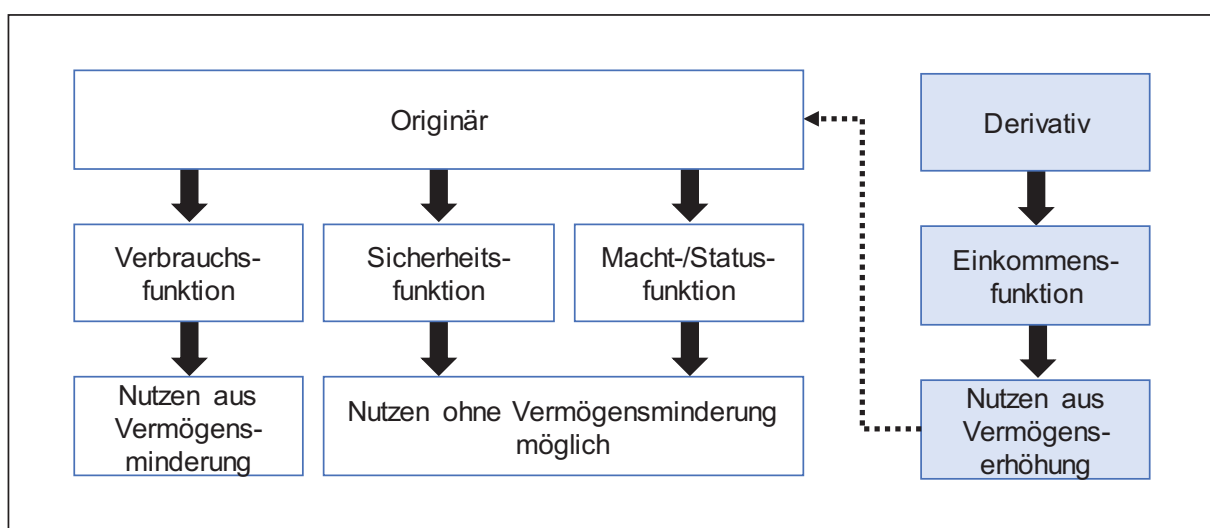 Originär
Derivativ
Verbrauchs-
funktion
Sicherheits-
funktion
Macht-/Status-
funktion
Einkommens-
funktion
Nutzen aus
Vermögens-
minderung
Nutzen ohne Vermögensminderung
möglich
Nutzen aus
Vermögens-
erhöhung